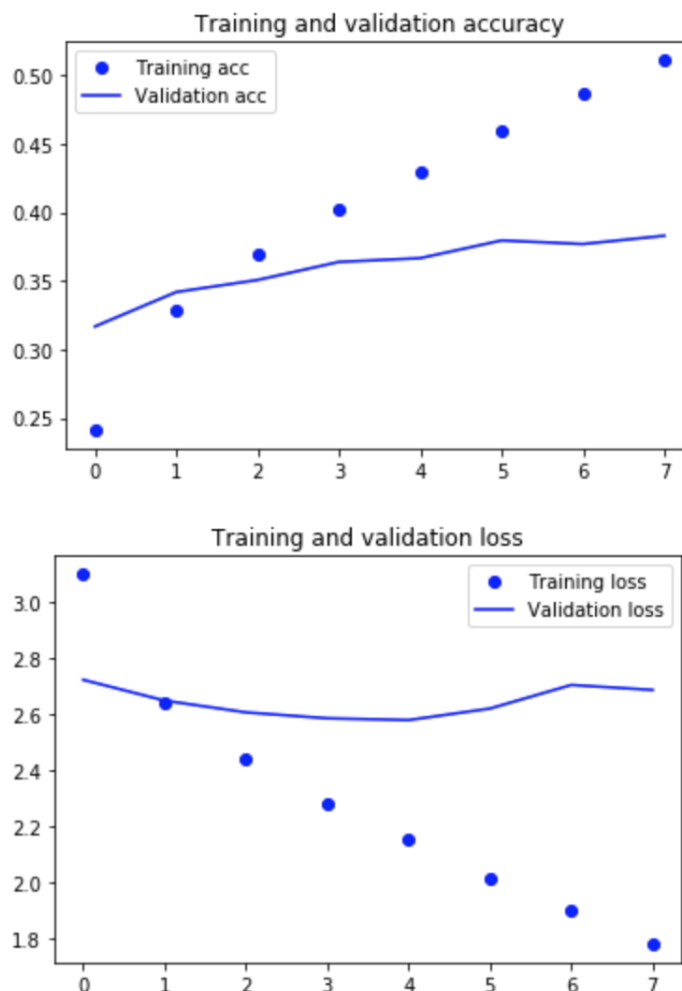 Training and validation accuracy
Training acc
Validation acc
0.50
0.45
0.40
0.35
0.30
0.25
0 1 2 3 4 5 6 7
Training and validation loss
Training loss
Validation loss
3.0
2.8
2.6
2.4
2.2
2.0
1.8
0 1 2 3 4 5 6 7